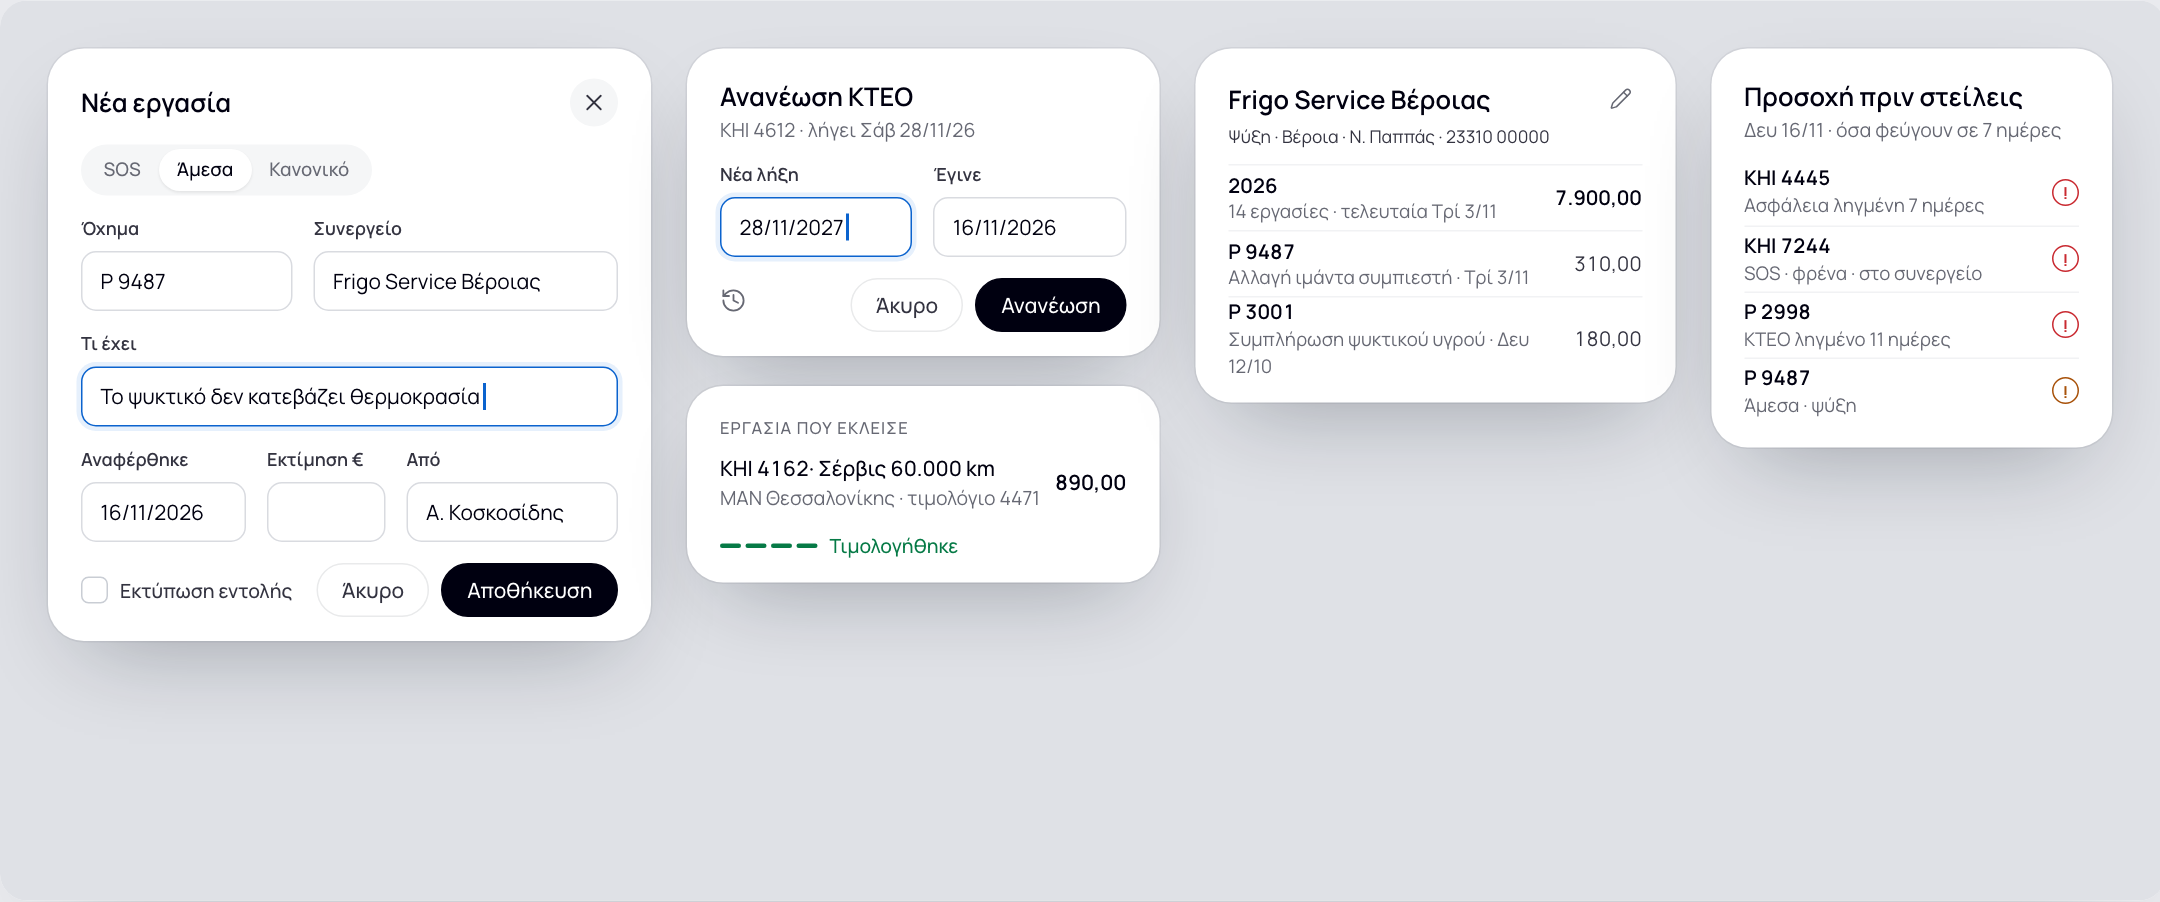 Νέα εργασία
SOS Άμεσα Κανονικό
Όχημα Συνεργείο
P 9487 Frigo Service Βέροιας
Τι έχει
Το ψυκτικό δεν κατεβάζει θερμοκρασία
Αναφέρθηκε Εκτίμηση € Από
16/11/2026 Α. Κοσκοσίδης
Εκτύπωση εντολής Άκυρο Αποθήκευση
Ανανέωση ΚΤΕΟ
KHI 4612 · λήγει Σάβ 28/11/26
Νέα λήξη Έγινε
28/11/2027 16/11/2026
Άκυρο Ανανέωση
ΕΡΓΑΣΙΑ ΠΟΥ ΕΚΛΕΙΣΕ
KHI 4162· Σέρβις 60.000 km
890,00
MAN Θεσσαλονίκης · τιμολόγιο 4471
Τιμολογήθηκε
Frigo Service Βέροιας
Ψύξη · Βέροια · Ν. Παππάς · 23310 00000
2026
7.900,00
14 εργασίες · τελευταία Τρί 3/11
P 9487
310,00
Αλλαγή ιμάντα συμπιεστή · Τρί 3/11
P 3001
Συμπλήρωση ψυκτικού υγρού · Δευ
180,00
12/10
Προσοχή πριν στείλεις
Δευ 16/11 · όσα φεύγουν σε 7 ημέρες
KHI 4445
Ασφάλεια ληγμένη 7 ημέρες
KHI 7244
SOS · φρένα · στο συνεργείο
P 2998
ΚΤΕΟ ληγμένο 11 ημέρες
P 9487
Άμεσα · ψύξη